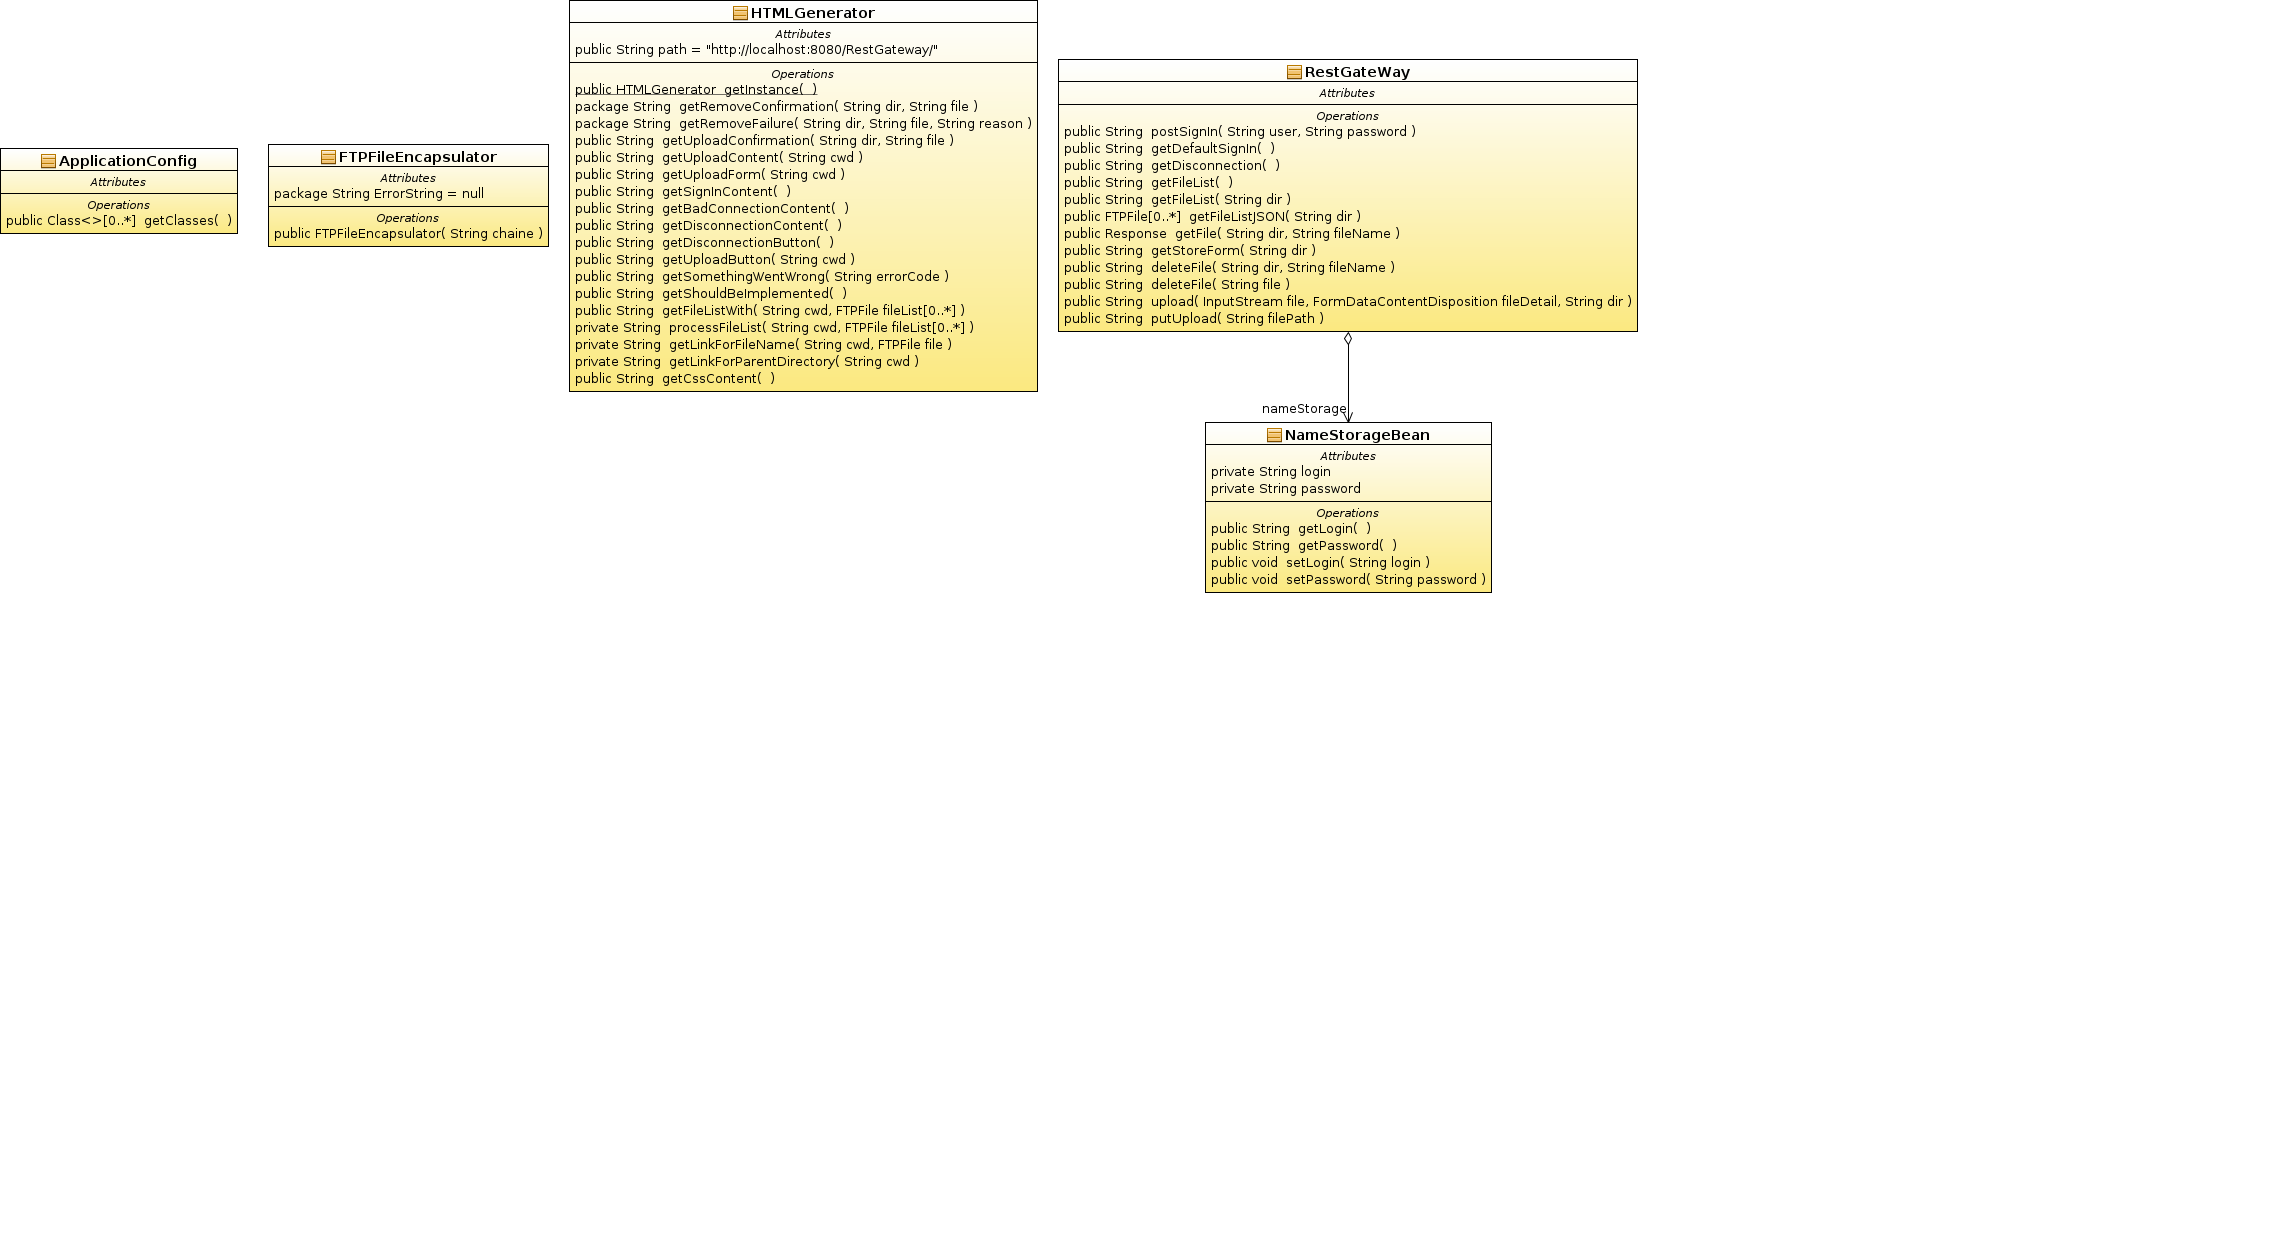 ApplicationConfig
Attributes
Operations
public Class<>[0..*]  getClasses(  )
FTPFileEncapsulator
Attributes
package String ErrorString = null
Operations
public FTPFileEncapsulator( String chaine )
HTMLGenerator
Attributes
public String path = "http://localhost:8080/RestGateway/"
Operations
public HTMLGenerator  getInstance(  )
package String  getRemoveConfirmation( String dir, String file )
package String  getRemoveFailure( String dir, String file, String reason )
public String  getUploadConfirmation( String dir, String file )
public String  getUploadContent( String cwd )
public String  getUploadForm( String cwd )
public String  getSignInContent(  )
public String  getBadConnectionContent(  )
public String  getDisconnectionContent(  )
public String  getDisconnectionButton(  )
public String  getUploadButton( String cwd )
public String  getSomethingWentWrong( String errorCode )
public String  getShouldBeImplemented(  )
public String  getFileListWith( String cwd, FTPFile fileList[0..*] )
private String  processFileList( String cwd, FTPFile fileList[0..*] )
private String  getLinkForFileName( String cwd, FTPFile file )
private String  getLinkForParentDirectory( String cwd )
public String  getCssContent(  )
RestGateWay
Attributes
Operations
public String  postSignIn( String user, String password )
public String  getDefaultSignIn(  )
public String  getDisconnection(  )
public String  getFileList(  )
public String  getFileList( String dir )
public FTPFile[0..*]  getFileListJSON( String dir )
public Response  getFile( String dir, String fileName )
public String  getStoreForm( String dir )
public String  deleteFile( String dir, String fileName )
public String  deleteFile( String file )
public String  upload( InputStream file, FormDataContentDisposition fileDetail, String dir )
public String  putUpload( String filePath )
nameStorage
NameStorageBean
Attributes
private String login
private String password
Operations
public String  getLogin(  )
public String  getPassword(  )
public void  setLogin( String login )
public void  setPassword( String password )